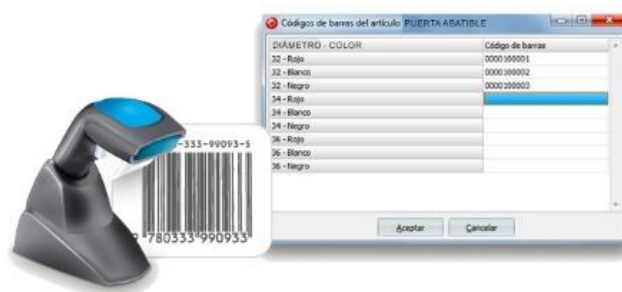 Códigos de barras del artículo PUERTA ABATIBLE
DIÁMETRO - COLOR Código de barras
32 - Rojo 0000100001
32 - Blanco 0000100002
32 - Negro 0000100003
34 - Rojo
34 - Blanco
34 - Negro
36 - Rojo
36 - Blanco
36 - Negro
Aceptar Cancelar
-333-99093-5
780333 990933